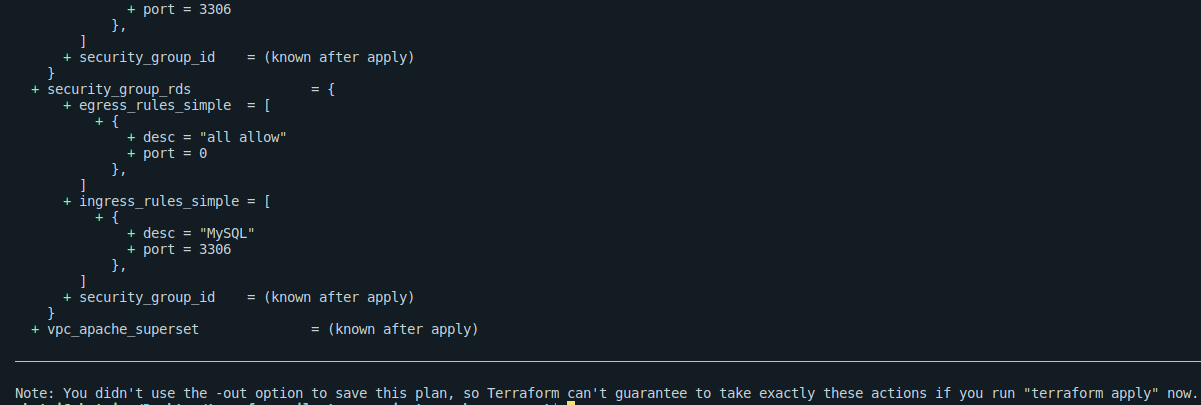 + port = 3306
},
]
+ security_group_id = (known after apply)
}
+ security_group_rds = {
+ egress_rules_simple = [
+ {
+ desc = "all allow"
+ port = 0
},
]
+ ingress_rules_simple = [
+ {
+ desc = "MySQL"
+ port = 3306
},
]
+ security_group_id = (known after apply)
}
+ vpc_apache_superset = (known after apply)
Note: You didn't use the -out option to save this plan, so Terraform can't guarantee to take exactly these actions if you run "terraform apply" now.